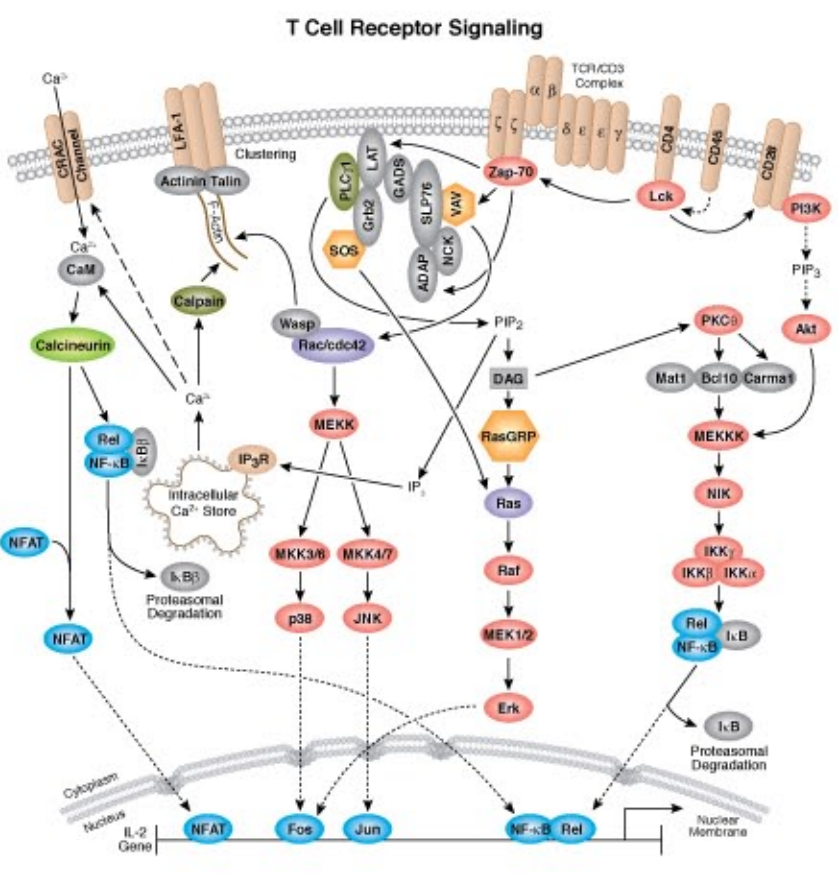 T Cell Receptor Signaling
Ca²⁺
TCR/CD3
Complex
α β
ζ ζ
δ ε ε γ
CRAC
Channel
LFA-1
Clustering
Actinin Talin
F-Actin
PLCγ1
LAT
Grb2
GADS
SLP76
VAV
NCK
ADAP
SOS
Zap-70
CD4
CD45
CD28
Lck
PI3K
PIP₃
Akt
Ca²⁺
CaM
Calpain
Calcineurin
Wasp
Rac/cdc42
PIP₂
DAG
RasGRP
PKCθ
Mat1 Bcl10 Carma1
MEKKK
Ca²⁺
MEKK
Rel
NF-κB
IκBβ
IP₃R
IP₃
Intracellular
Ca²⁺ Store
Ras
NIK
NFAT
MKK3/6
MKK4/7
Raf
IKKγ
IKKβ IKKα
IκBβ
Proteasomal
Degradation
p38
JNK
MEK1/2
Rel
NF-κB
IκB
NFAT
Erk
IκB
Proteasomal
Degradation
Cytoplasm
Nucleus
Nuclear
Membrane
IL-2
Gene
NFAT
Fos
Jun
NF-κB Rel